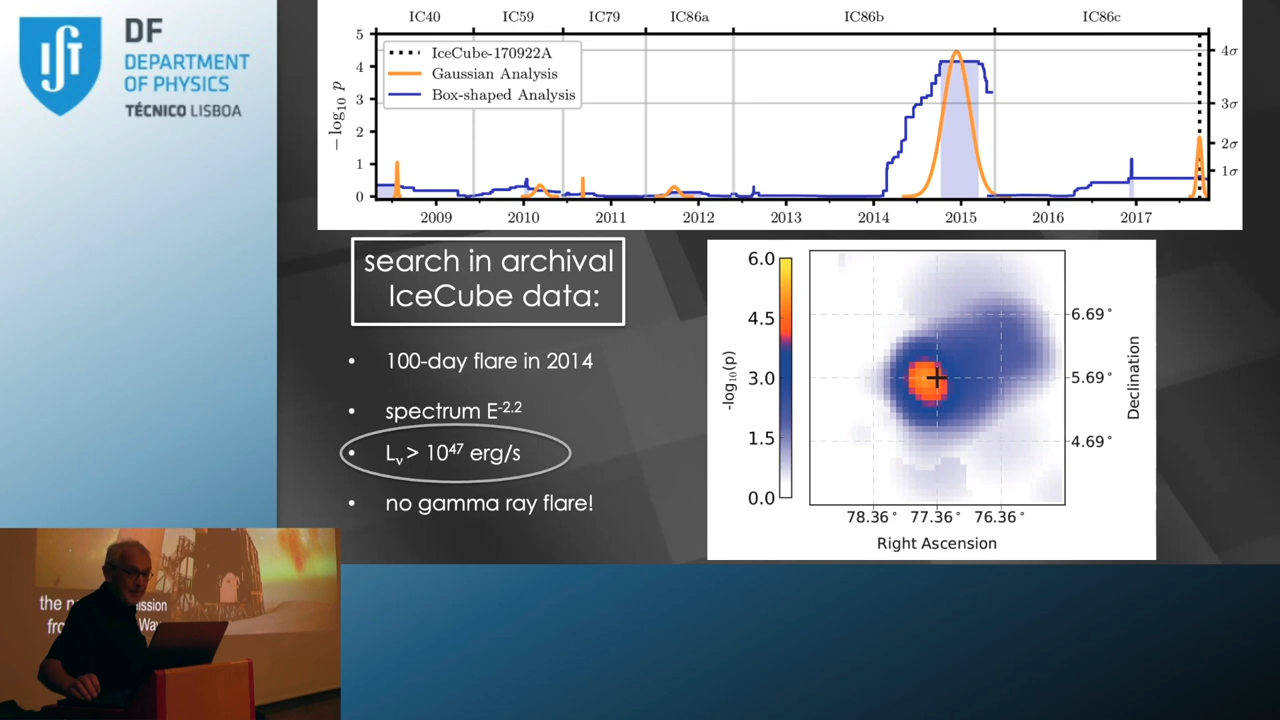 DF
DEPARTMENT
OF PHYSICS
TÉCNICO LISBOA
IC40 IC59 IC79 IC86a IC86b IC86c
5
4
3
2
1
0
− log₁₀ p
IceCube-170922A
Gaussian Analysis
Box-shaped Analysis
4σ
3σ
2σ
1σ
2009 2010 2011 2012 2013 2014 2015 2016 2017
search in archival
IceCube data:
• 100-day flare in 2014
• spectrum E⁻²·²
• Lᵥ > 10⁴⁷ erg/s
• no gamma ray flare!
6.0
4.5
3.0
1.5
0.0
-log₁₀(p)
6.69°
5.69°
4.69°
Declination
78.36° 77.36° 76.36°
Right Ascension
the